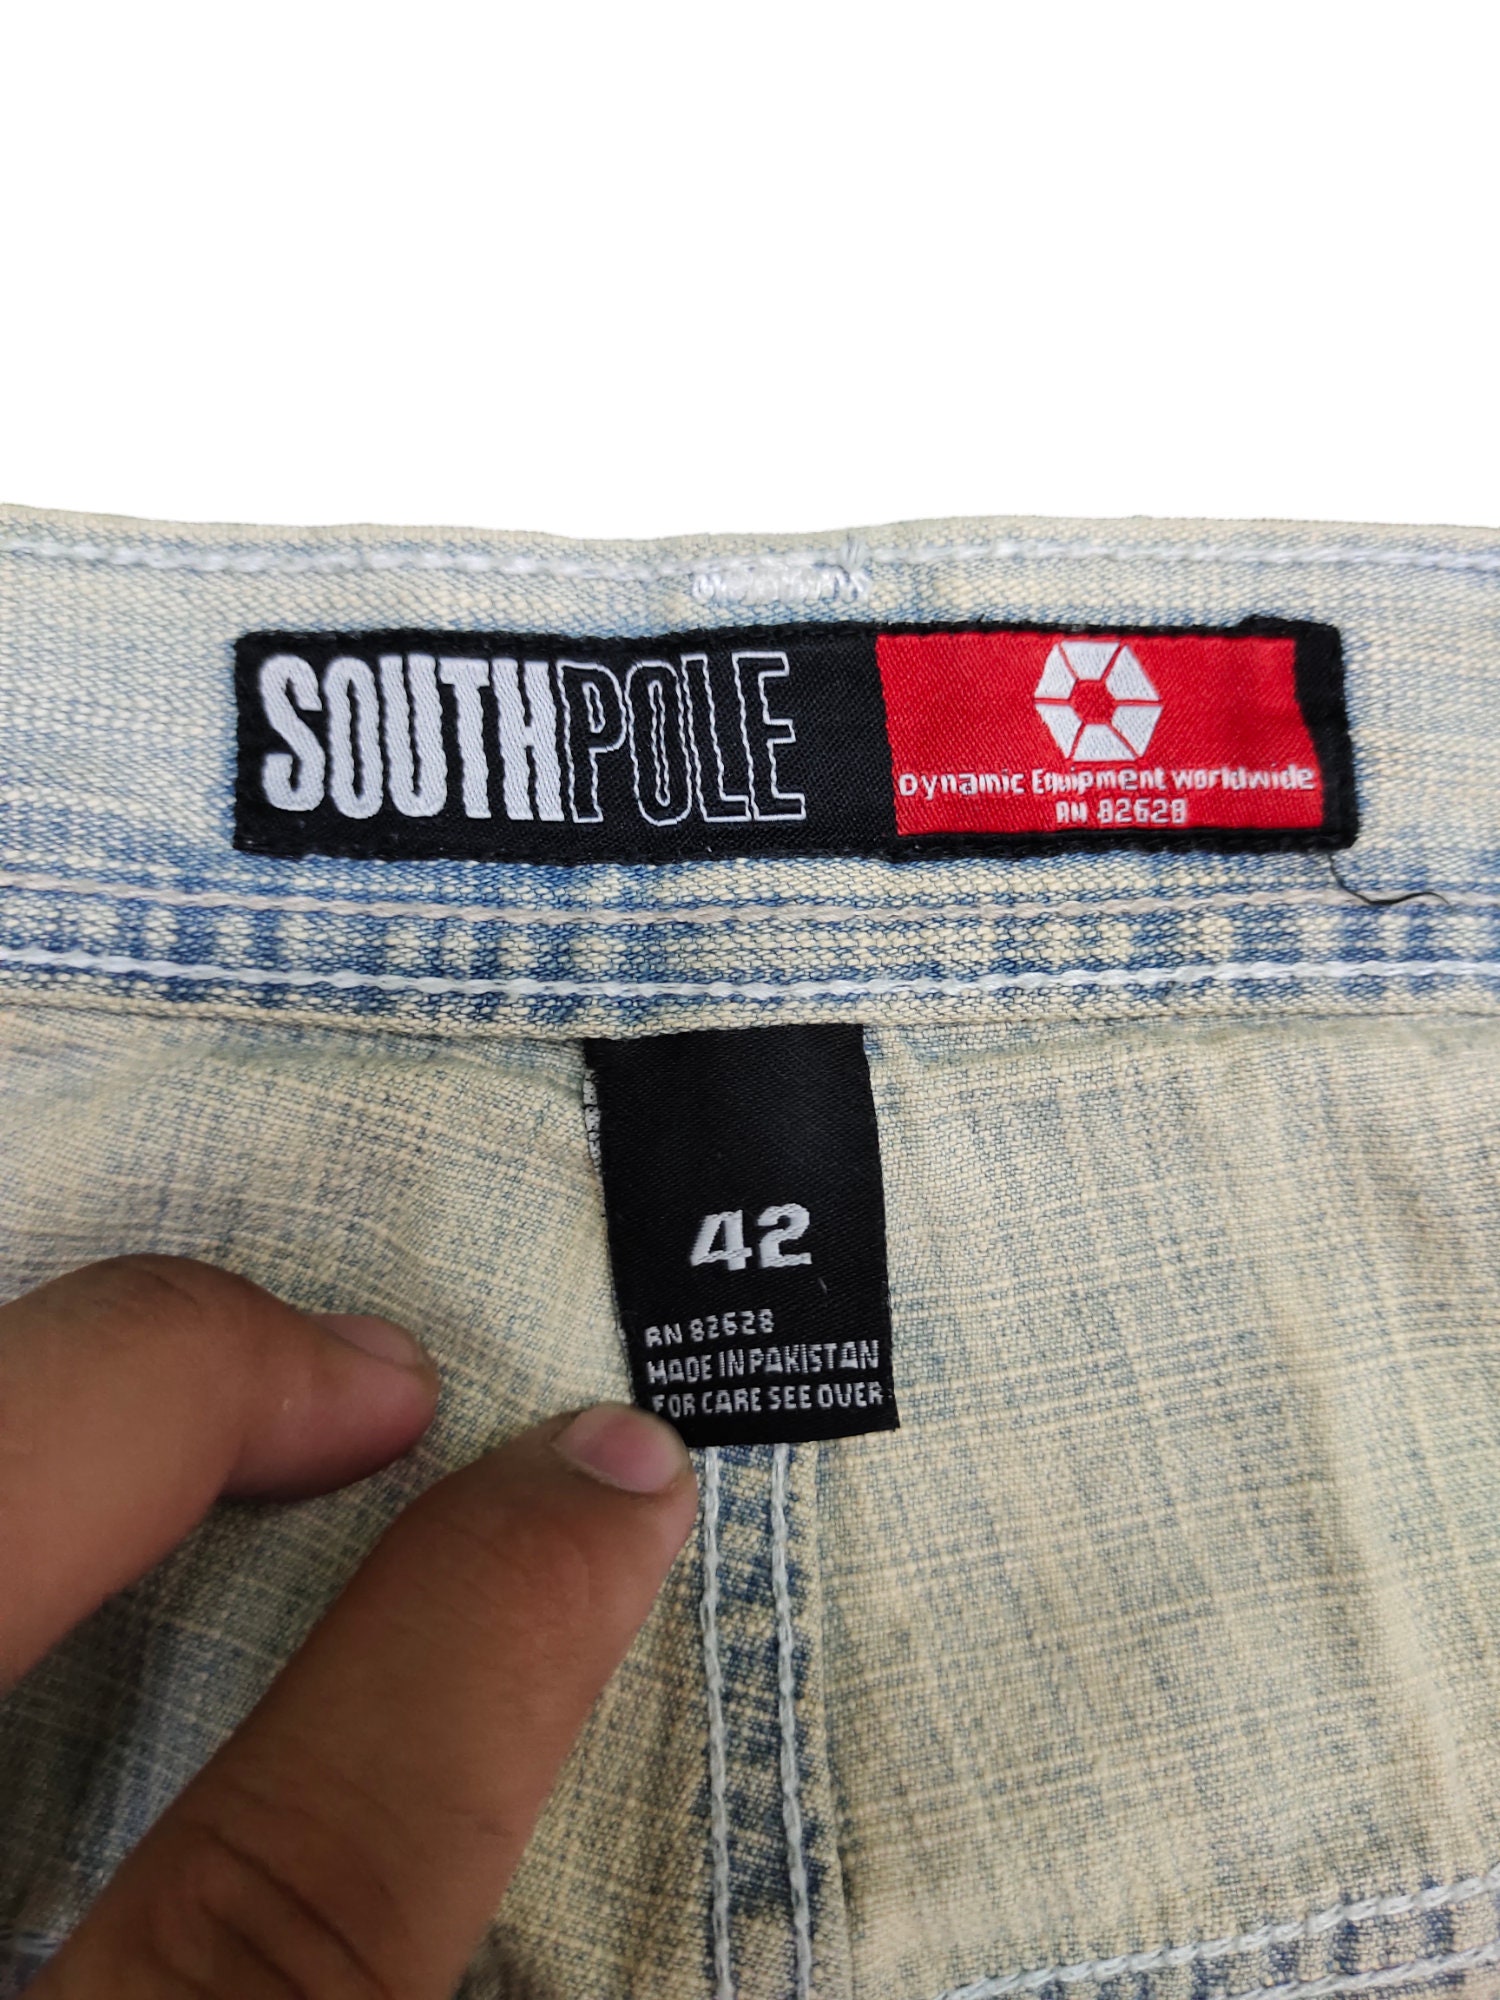 SOUTHPOLE
Dynamic Equipment Worldwide
RN 82628
42
RN 82628
MADE IN PAKISTAN
FOR CARE SEE OVER